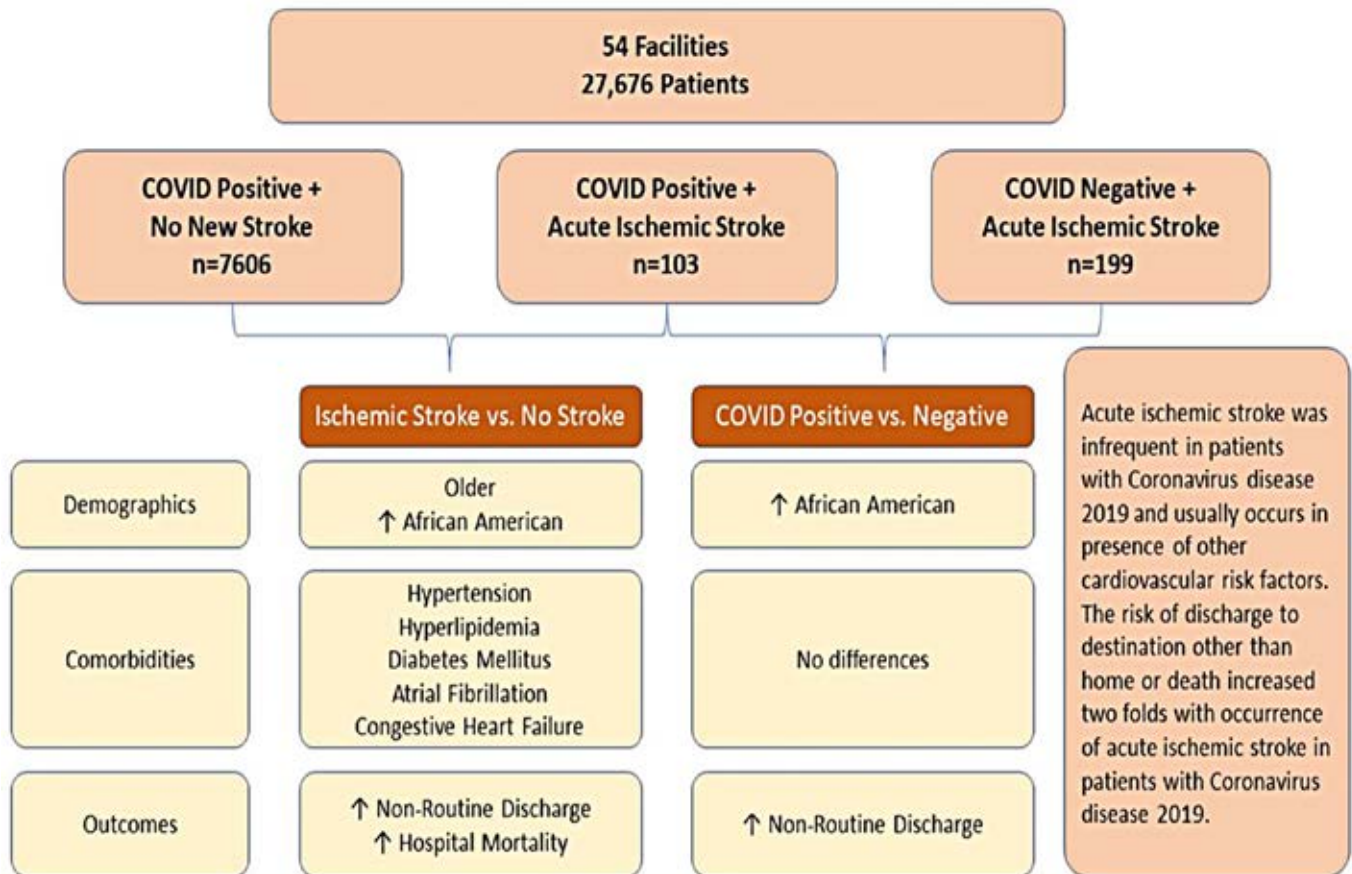 54 Facilities
27,676 Patients
COVID Positive +
No New Stroke
n=7606
COVID Positive +
Acute Ischemic Stroke
n=103
COVID Negative +
Acute Ischemic Stroke
n=199
Ischemic Stroke vs. No Stroke
COVID Positive vs. Negative
Demographics
Older
↑ African American
↑ African American
Comorbidities
Hypertension
Hyperlipidemia
Diabetes Mellitus
Atrial Fibrillation
Congestive Heart Failure
No differences
Outcomes
↑ Non-Routine Discharge
↑ Hospital Mortality
↑ Non-Routine Discharge
Acute ischemic stroke was
infrequent in patients
with Coronavirus disease
2019 and usually occurs in
presence of other
cardiovascular risk factors.
The risk of discharge to
destination other than
home or death increased
two folds with occurrence
of acute ischemic stroke in
patients with Coronavirus
disease 2019.